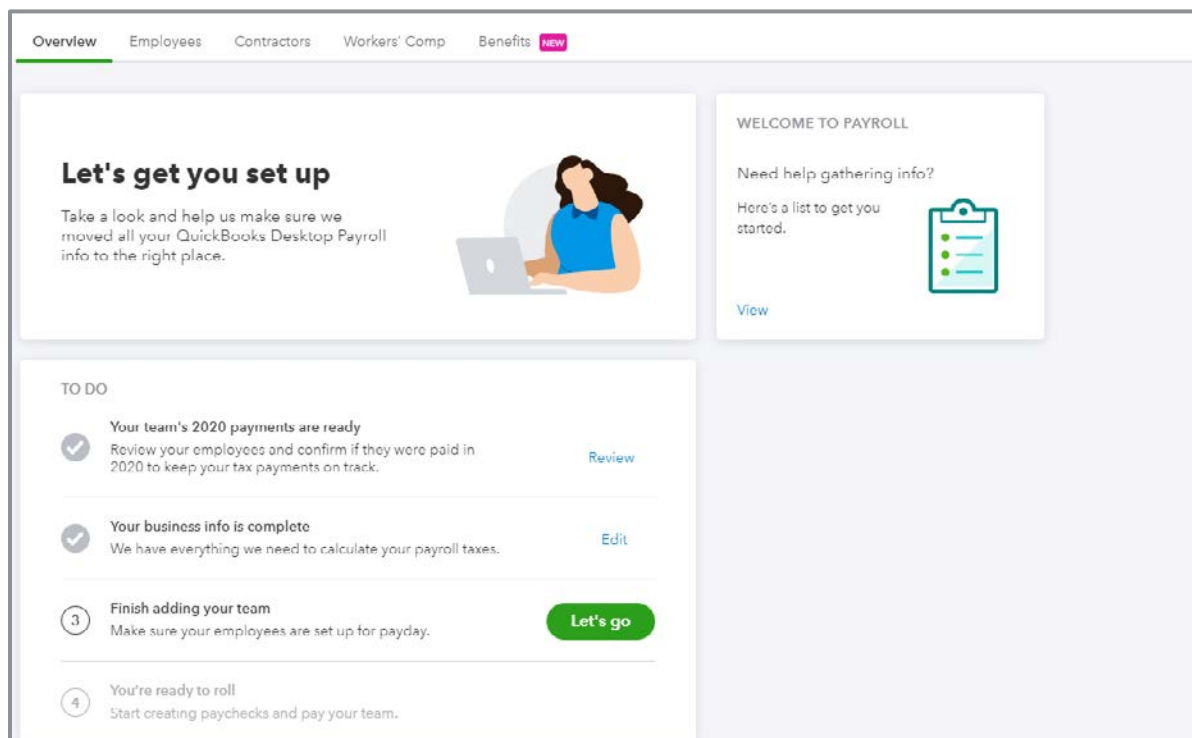 Overview Employees Contractors Workers' Comp Benefits NEW
Let's get you set up
Take a look and help us make sure we
moved all your QuickBooks Desktop Payroll
info to the right place.
WELCOME TO PAYROLL
Need help gathering info?
Here's a list to get you
started.
View
TO DO
Your team's 2020 payments are ready
Review your employees and confirm if they were paid in
2020 to keep your tax payments on track.
Review
Your business info is complete
We have everything we need to calculate your payroll taxes.
Edit
3
Finish adding your team
Make sure your employees are set up for payday.
Let's go
4
You're ready to roll
Start creating paychecks and pay your team.